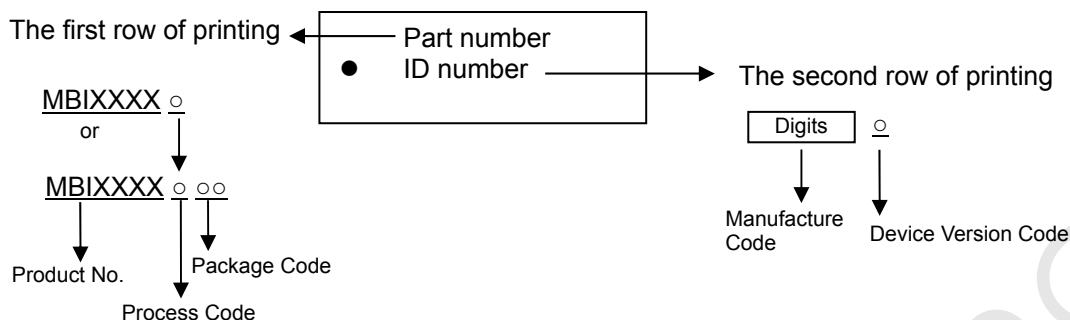 The first row of printing
Part number
ID number
The second row of printing
MBIXXXX ○
or
MBIXXXX ○ ○○
Product No.
Package Code
Process Code
Digits ○
Manufacture
Code
Device Version Code